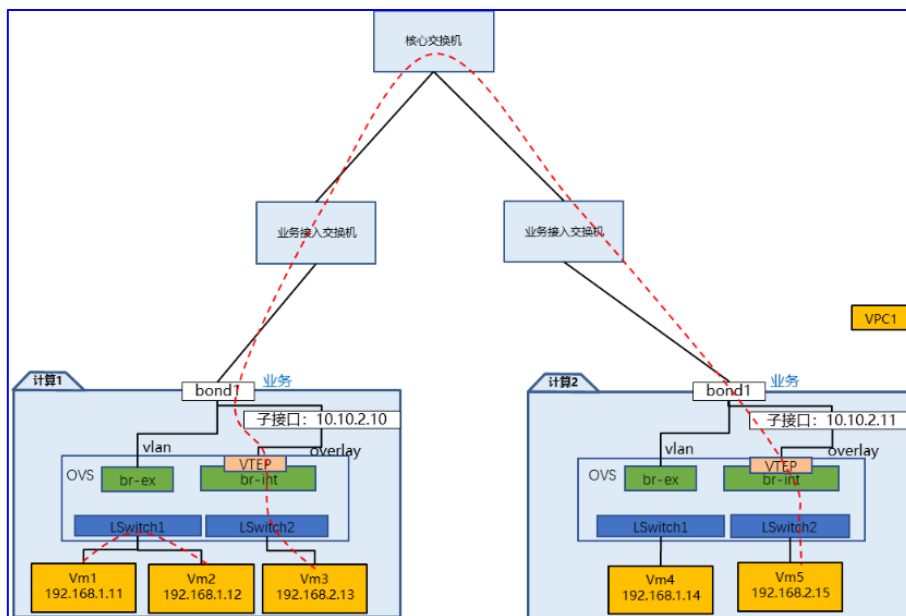 核心交换机
业务接入交换机
业务接入交换机
VPC1
计算1
bond1
业务
子接口：10.10.2.10
vlan
overlay
OVS
VTEP
br-ex
br-int
LSwitch1
LSwitch2
Vm1
192.168.1.11
Vm2
192.168.1.12
Vm3
192.168.2.13
计算2
bond1
业务
子接口：10.10.2.11
vlan
overlay
OVS
VTEP
br-ex
br-int
LSwitch1
LSwitch2
Vm4
192.168.1.14
Vm5
192.168.2.15